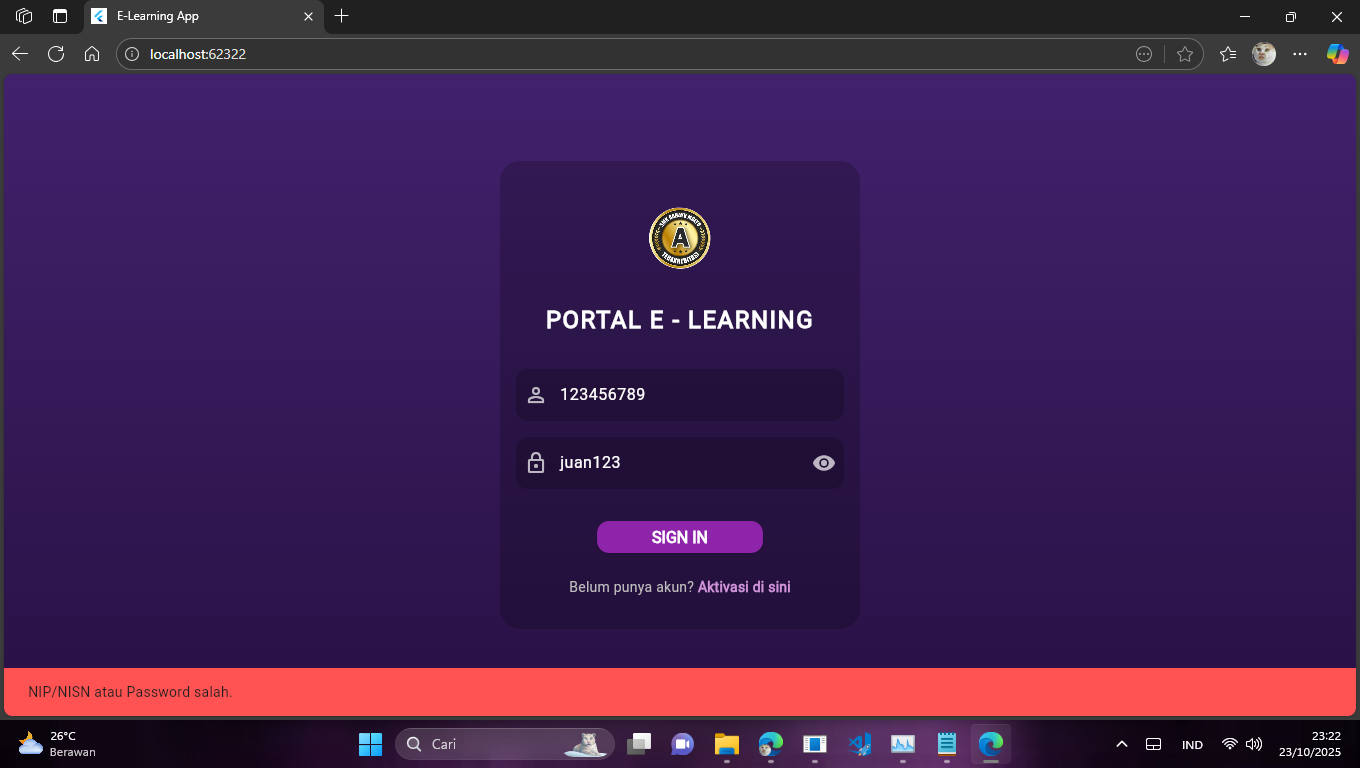 E-Learning App
localhost:62322
A
PORTAL E - LEARNING
123456789
juan123
SIGN IN
Belum punya akun? Aktivasi di sini
NIP/NISN atau Password salah.
26°C
Berawan
Cari
IND
23:22
23/10/2025